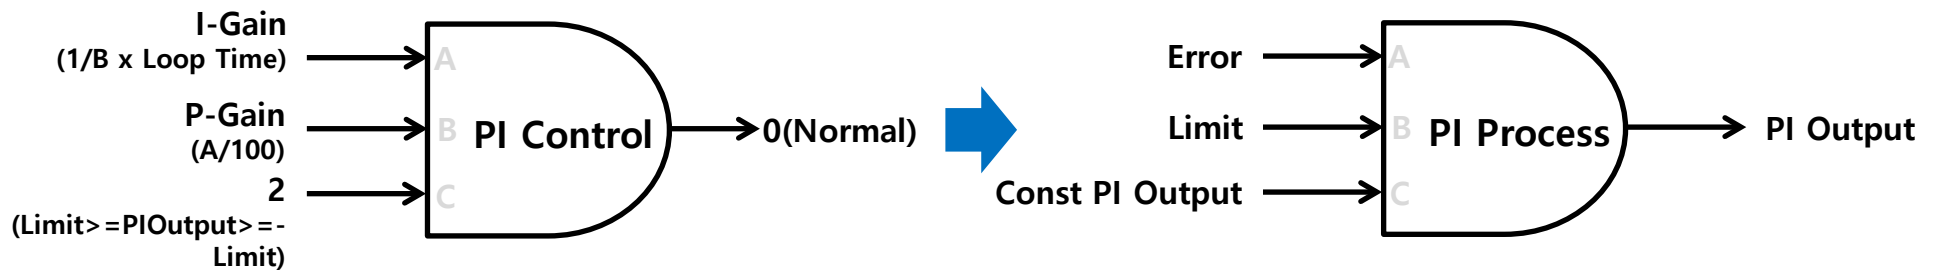 I-Gain
(1/B x Loop Time)
A
P-Gain
(A/100)
B
PI Control
0(Normal)
2
(Limit>=PIOutput>=-
Limit)
C
Error
A
Limit
B
PI Process
PI Output
Const PI Output
C